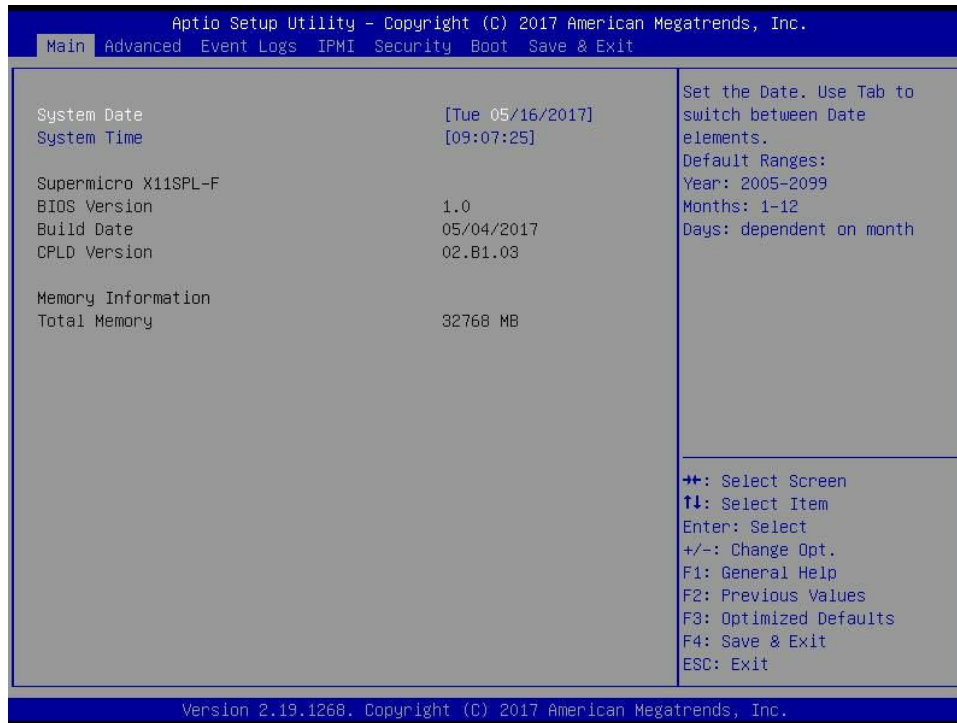 Aptio Setup Utility – Copyright (C) 2017 American Megatrends, Inc.
Main Advanced Event Logs IPMI Security Boot Save & Exit
System Date [Tue 05/16/2017]
System Time [09:07:25]
Supermicro X11SPL-F
BIOS Version 1.0
Build Date 05/04/2017
CPLD Version 02.B1.03
Memory Information
Total Memory 32768 MB
Set the Date. Use Tab to
switch between Date
elements.
Default Ranges:
Year: 2005-2099
Months: 1-12
Days: dependent on month
→←: Select Screen
↑↓: Select Item
Enter: Select
+/-: Change Opt.
F1: General Help
F2: Previous Values
F3: Optimized Defaults
F4: Save & Exit
ESC: Exit
Version 2.19.1268. Copyright (C) 2017 American Megatrends, Inc.